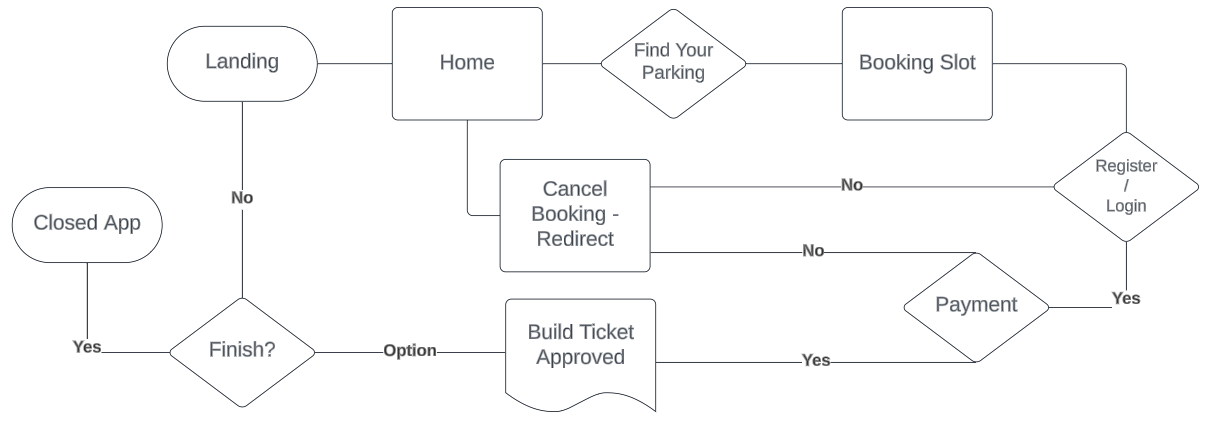 Landing
Home
Find Your
Parking
Booking Slot
Register
/
Login
Cancel
Booking -
Redirect
No
No
No
Closed App
Payment
Yes
Build Ticket
Approved
Finish?
Option
Yes
Yes